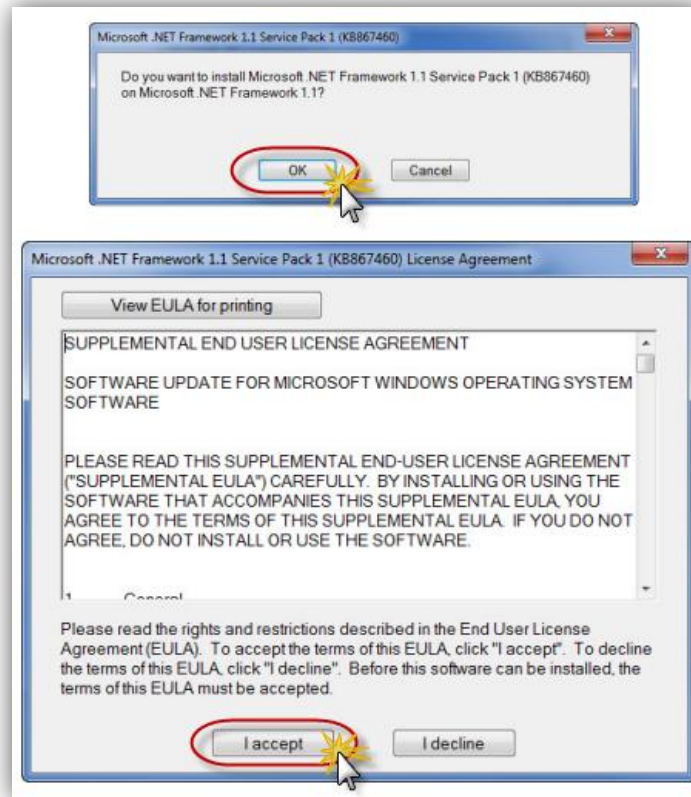 Microsoft .NET Framework 1.1 Service Pack 1 (KB867460)
Do you want to install Microsoft .NET Framework 1.1 Service Pack 1 (KB867460)
on Microsoft .NET Framework 1.1?
OK Cancel
Microsoft .NET Framework 1.1 Service Pack 1 (KB867460) License Agreement
View EULA for printing
SUPPLEMENTAL END USER LICENSE AGREEMENT
SOFTWARE UPDATE FOR MICROSOFT WINDOWS OPERATING SYSTEM
SOFTWARE
PLEASE READ THIS SUPPLEMENTAL END-USER LICENSE AGREEMENT
("SUPPLEMENTAL EULA") CAREFULLY. BY INSTALLING OR USING THE
SOFTWARE THAT ACCOMPANIES THIS SUPPLEMENTAL EULA, YOU
AGREE TO THE TERMS OF THIS SUPPLEMENTAL EULA. IF YOU DO NOT
AGREE, DO NOT INSTALL OR USE THE SOFTWARE.
1. General
Please read the rights and restrictions described in the End User License
Agreement (EULA). To accept the terms of this EULA, click "I accept". To decline
the terms of this EULA, click "I decline". Before this software can be installed, the
terms of this EULA must be accepted.
I accept I decline